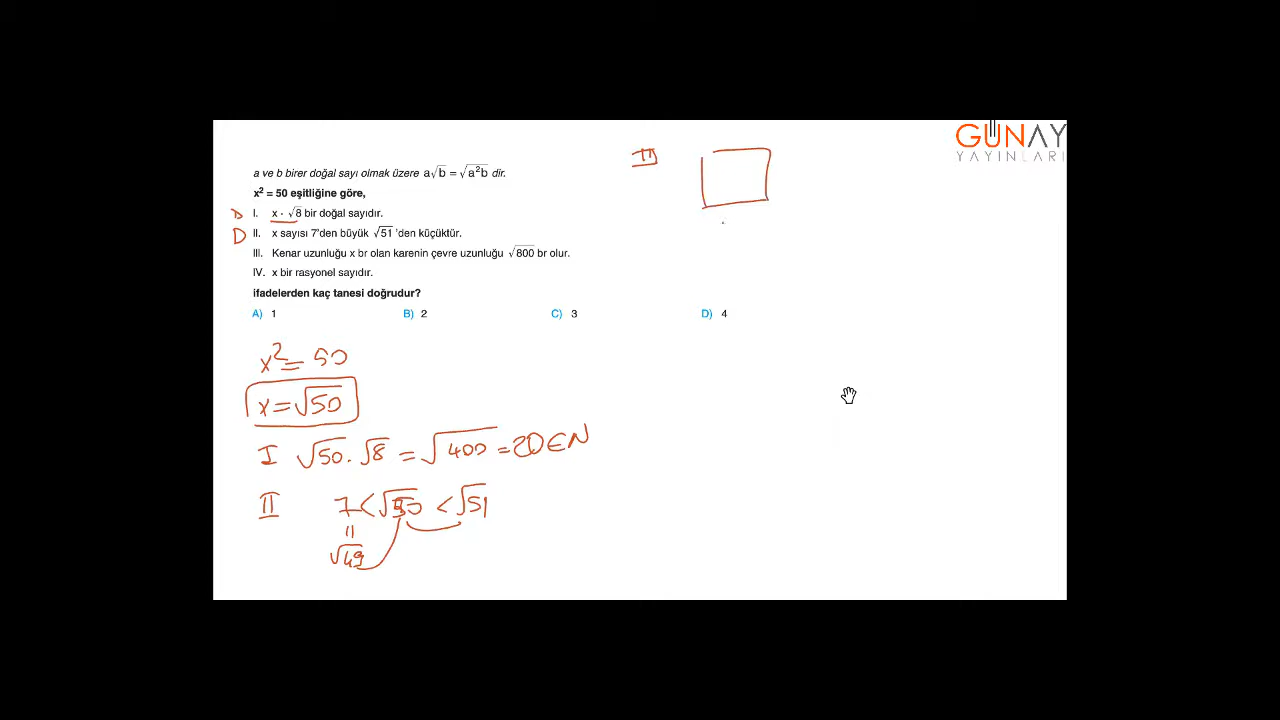 GÜNAY
YAYINLARI
a ve b birer doğal sayı olmak üzere a√b = √a²b dir.
x² = 50 eşitliğine göre,
D I. x · √8 bir doğal sayıdır.
D II. x sayısı 7'den büyük √51 'den küçüktür.
III. Kenar uzunluğu x br olan karenin çevre uzunluğu √800 br olur.
IV. x bir rasyonel sayıdır.
ifadelerden kaç tanesi doğrudur?
A) 1 B) 2 C) 3 D) 4
x² = 50
x = √50
I √50 . √8 = √400 = 20 ∈ N
II 7 < √50 < √51
=
√49
III